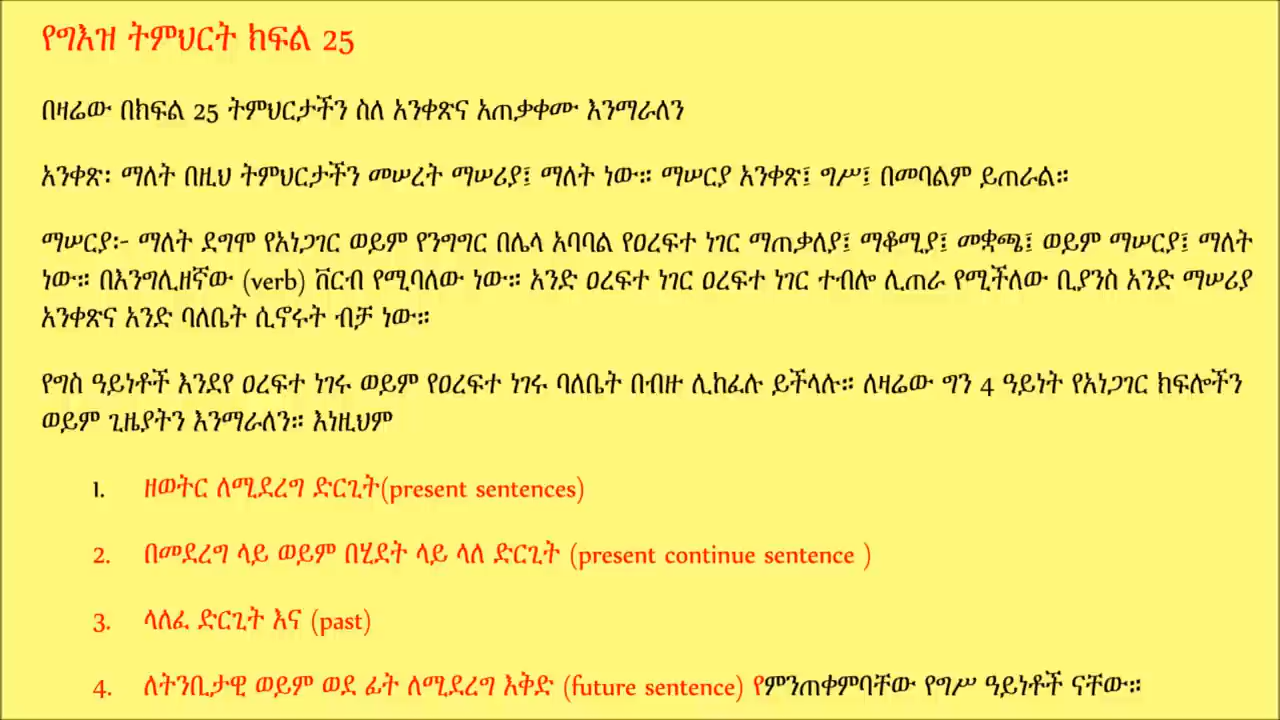 የግእዝ ትምህርት ክፍል 25
በዛሬው በክፍል 25 ትምህርታችን ስለ አንቀጽና አጠቃቀሙ እንማራለን
አንቀጽ፡ ማለት በዚህ ትምህርታችን መሠረት ማሠሪያ፤ ማለት ነው። ማሠርያ አንቀጽ፤ ግሥ፤ በመባልም ይጠራል።
ማሠርያ፡- ማለት ደግሞ የአነጋገር ወይም የንግግር በሌላ አባባል የዐረፍተ ነገር ማጠቃለያ፤ ማቆሚያ፤ መቋጫ፤ ወይም ማሠርያ፤ ማለት
ነው። በእንግሊዘኛው (verb) ቨርብ የሚባለው ነው። አንድ ዐረፍተ ነገር ዐረፍተ ነገር ተብሎ ሊጠራ የሚችለው ቢያንስ አንድ ማሠሪያ
አንቀጽና አንድ ባለቤት ሲኖሩት ብቻ ነው።
የግስ ዓይነቶች እንደየ ዐረፍተ ነገሩ ወይም የዐረፍተ ነገሩ ባለቤት በብዙ ሊከፈሉ ይችላሉ። ለዛሬው ግን 4 ዓይነት የአነጋገር ክፍሎችን
ወይም ጊዜያትን እንማራለን። እነዚህም
1. ዘወትር ለሚደረግ ድርጊት(present sentences)
2. በመደረግ ላይ ወይም በሂደት ላይ ላለ ድርጊት (present continue sentence )
3. ላለፈ ድርጊት እና (past)
4. ለትንቢታዊ ወይም ወደ ፊት ለሚደረግ እቅድ (future sentence) የምንጠቀምባቸው የግሥ ዓይነቶች ናቸው።